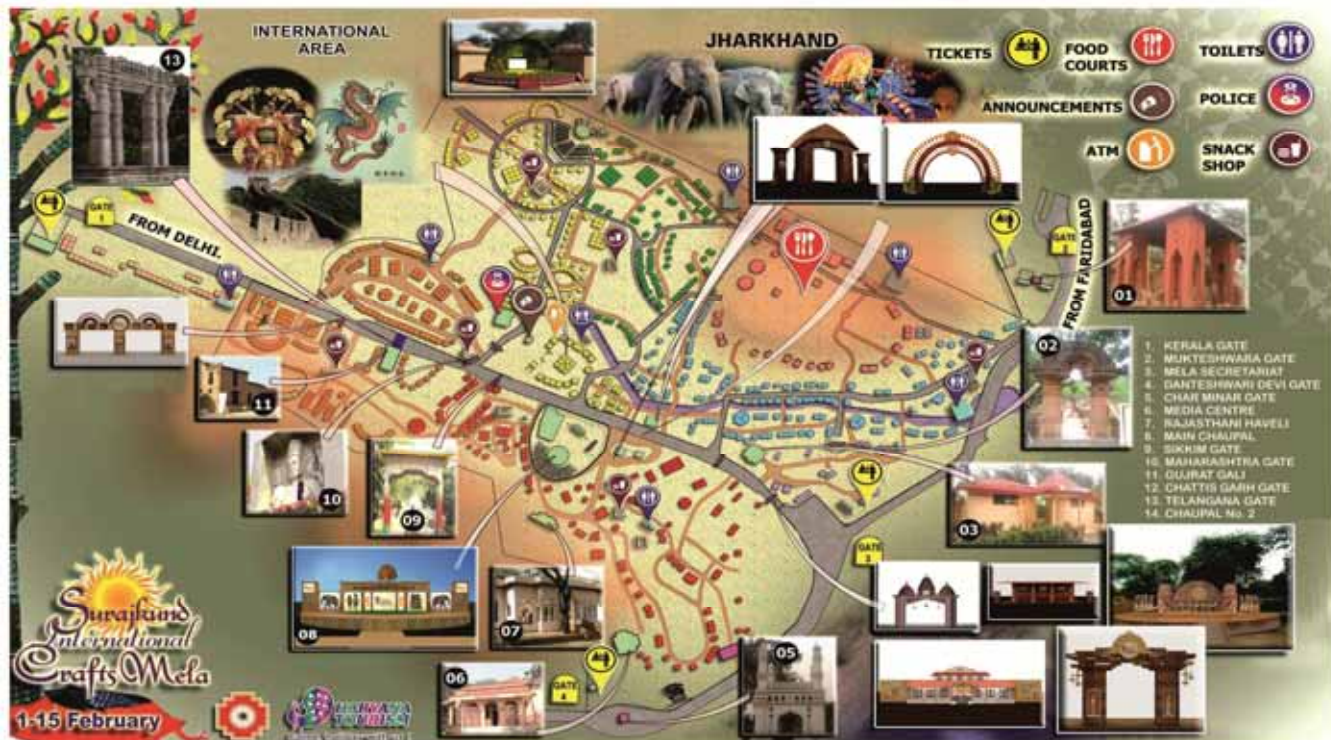 INTERNATIONAL
AREA
JHARKHAND
TICKETS
FOOD
COURTS
TOILETS
ANNOUNCEMENTS
POLICE
ATM
SNACK
SHOP
13
GATE
1
FROM DELHI.
GATE
2
FROM FARIDABAD
01
02
1. KERALA GATE
2. MUKTESHWARA GATE
3. MELA SECRETARIAT
4. DANTESHWARI DEVI GATE
5. CHAR MINAR GATE
6. MEDIA CENTRE
7. RAJASTHANI HAVELI
8. MAIN CHAUPAL
9. SIKKIM GATE
10. MAHARASHTRA GATE
11. GUJRAT GALI
12. CHATTIS GARH GATE
13. TELANGANA GATE
14. CHAUPAL No. 2
11
10
09
03
GATE
3
08
07
06
05
GATE
4
Surajkund
International
Crafts Mela
1-15 February
HARYANA
TOURISM